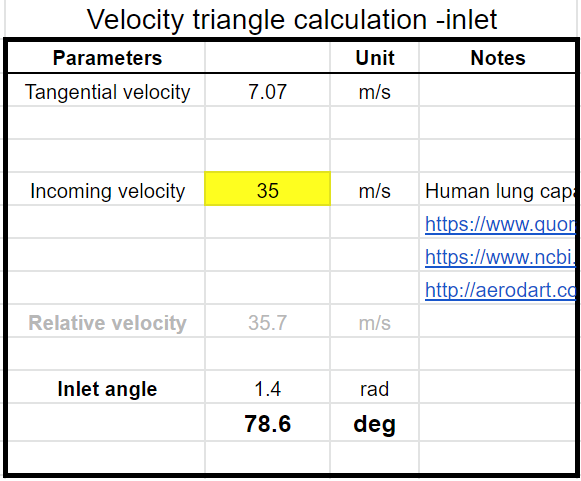 Velocity triangle calculation -inlet
Parameters Unit Notes
Tangential velocity 7.07 m/s
Incoming velocity 35 m/s Human lung capa
https://www.quor
https://www.ncbi.
http://aerodart.co
Relative velocity 35.7 m/s
Inlet angle 1.4 rad
78.6 deg